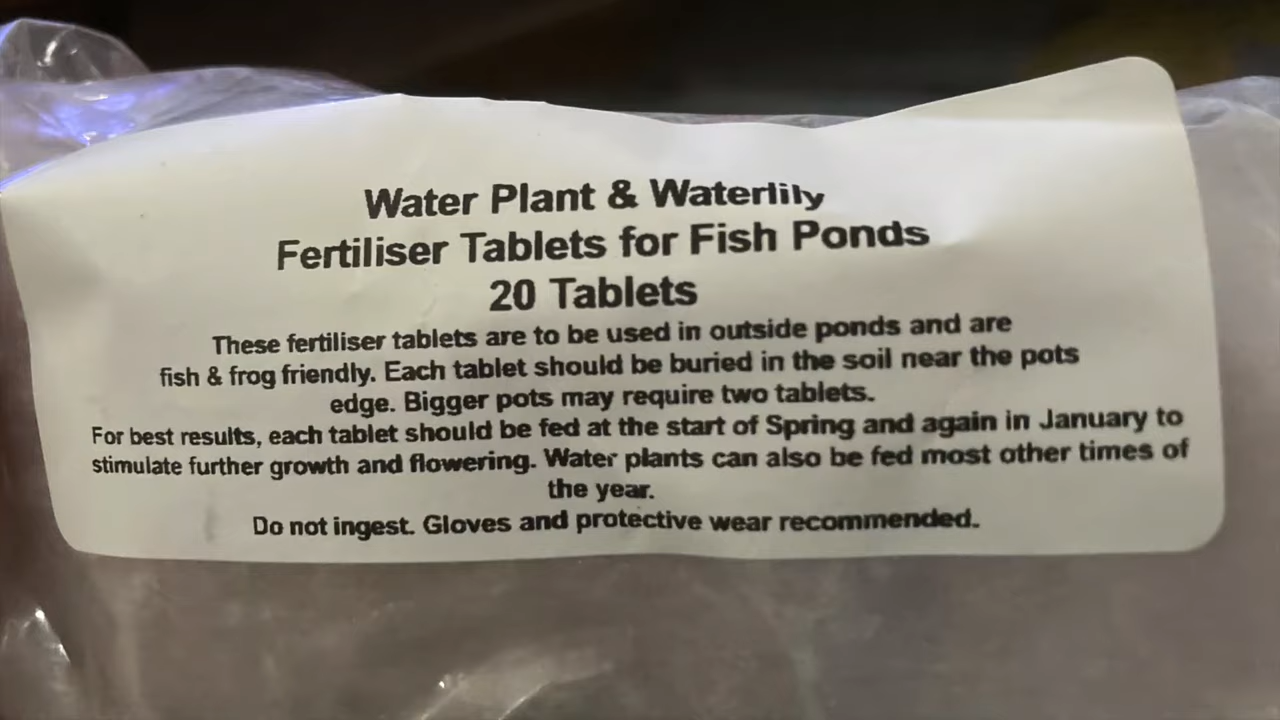 Water Plant & Waterlily
Fertiliser Tablets for Fish Ponds
20 Tablets
These fertiliser tablets are to be used in outside ponds and are
fish & frog friendly. Each tablet should be buried in the soil near the pots
edge. Bigger pots may require two tablets.
For best results, each tablet should be fed at the start of Spring and again in January to
stimulate further growth and flowering. Water plants can also be fed most other times of
the year.
Do not ingest. Gloves and protective wear recommended.